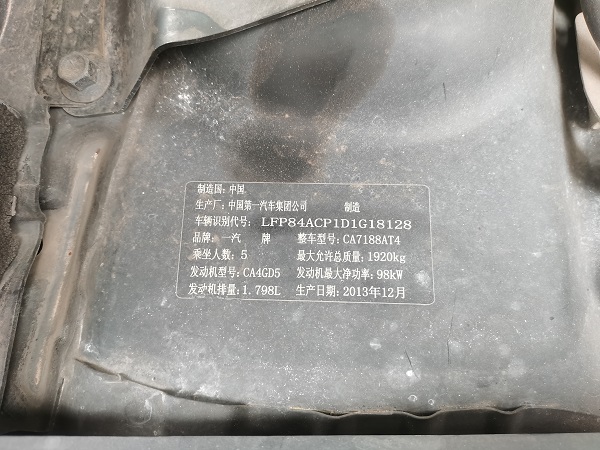 制造国：中国
生产厂：中国第一汽车集团公司 制造
车辆识别代号：LFP84ACP1D1G18128
品牌：一汽 牌 整车型号：CA7188AT4
乘坐人数：5 最大允许总质量：1920kg
发动机型号：CA4GD5 发动机最大净功率：98kW
发动机排量：1.798L 生产日期：2013年12月